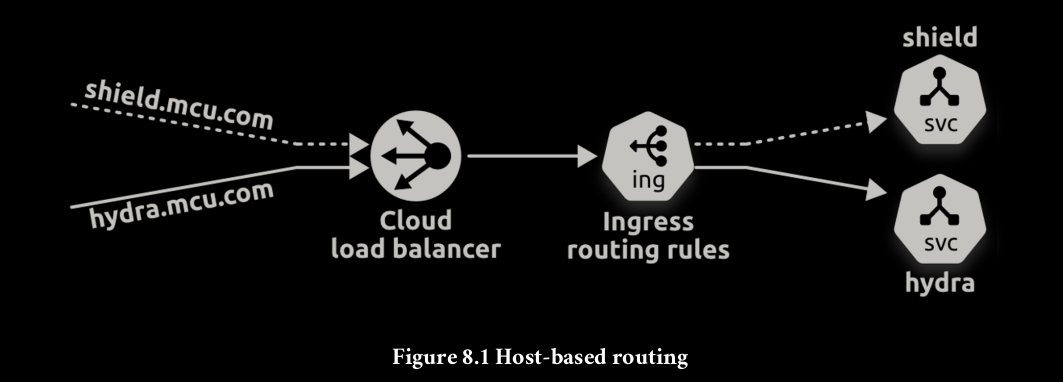 shield
shield.mcu.com
svc
ing
hydra.mcu.com
Cloud
load balancer
Ingress
routing rules
svc
hydra
Figure 8.1 Host-based routing